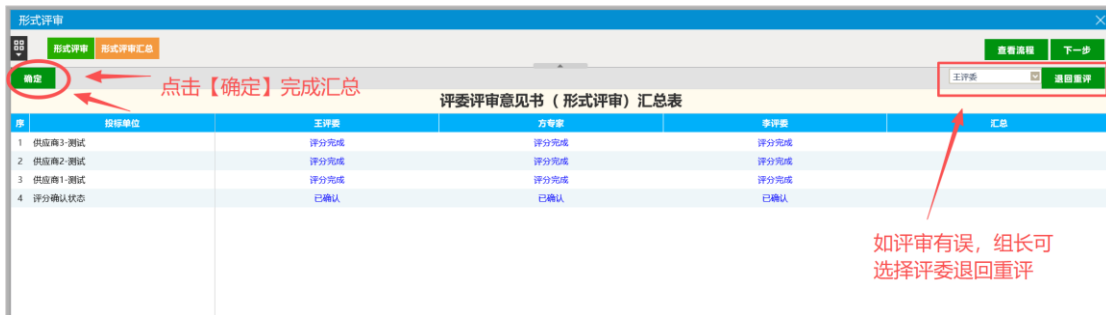 形式评审
形式评审 形式评审汇总 查看流程 下一步
确定 点击【确定】完成汇总 王评委 退回重评
评委评审意见书（ 形式评审）汇总表
序 投标单位 王评委 方专家 李评委 汇总
1 供应商3-测试 评分完成 评分完成 评分完成
2 供应商2-测试 评分完成 评分完成 评分完成
3 供应商1-测试 评分完成 评分完成 评分完成
4 评分确认状态 已确认 已确认 已确认
如评审有误，组长可
选择评委退回重评